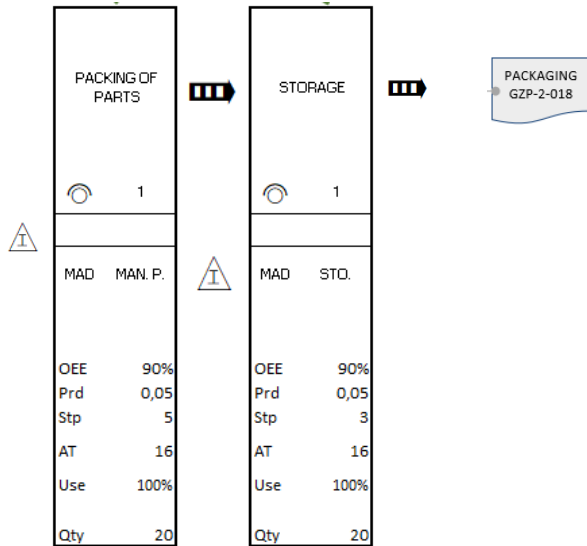 PACKING OF
PARTS
1
I
MAD MAN. P.
OEE 90%
Prd 0,05
Stp 5
AT 16
Use 100%
Qty 20
STORAGE
1
I
MAD STO.
OEE 90%
Prd 0,05
Stp 3
AT 16
Use 100%
Qty 20
PACKAGING
GZP-2-018